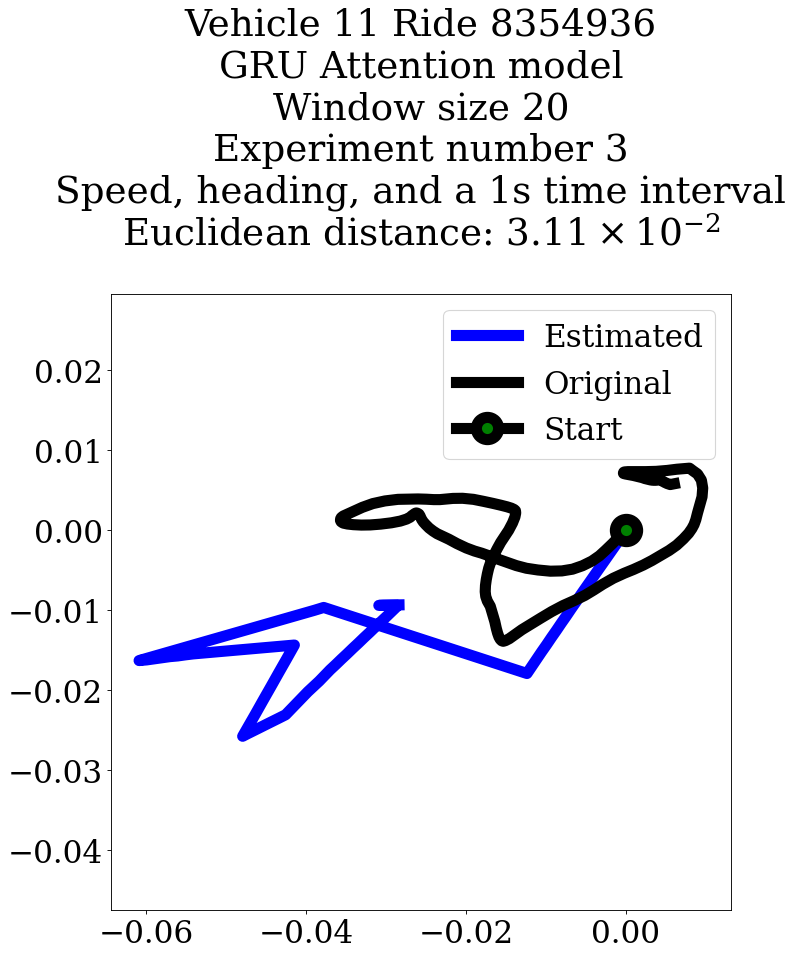 Vehicle 11 Ride 8354936
GRU Attention model
Window size 20
Experiment number 3
Speed, heading, and a 1s time interval
Euclidean distance: 3.11 × 10⁻²
Estimated
Original
Start
0.02
0.01
0.00
−0.01
−0.02
−0.03
−0.04
−0.06
−0.04
−0.02
0.00